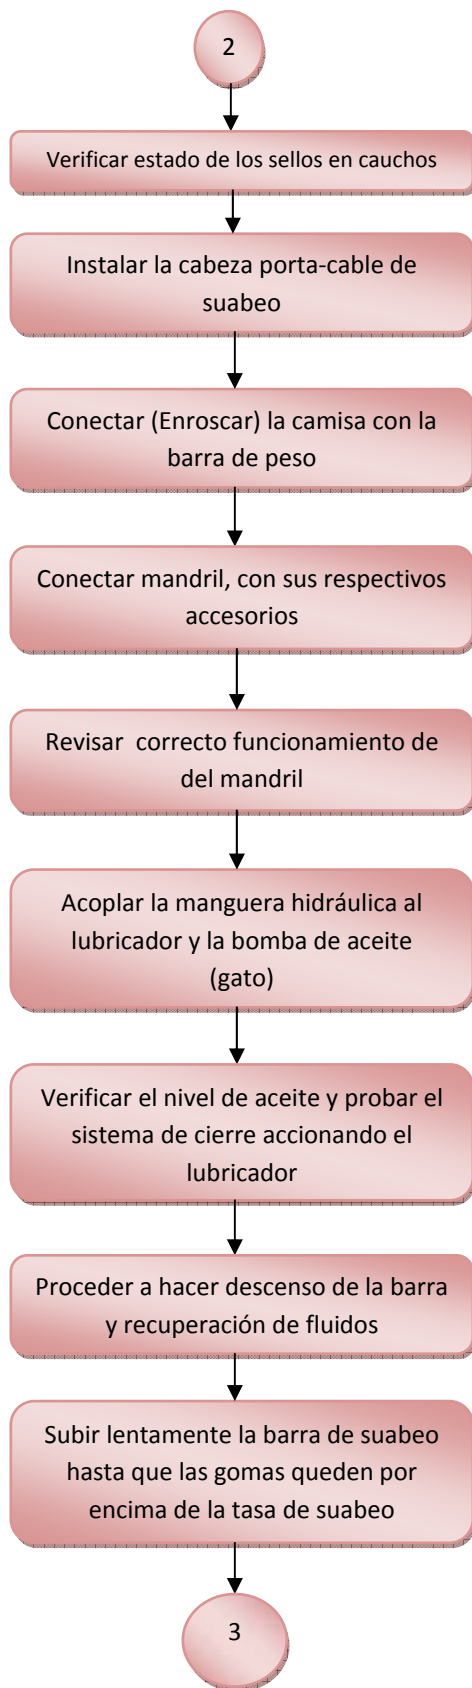 2
Verificar estado de los sellos en cauchos
Instalar la cabeza porta-cable de
suabeo
Conectar (Enroscar) la camisa con la
barra de peso
Conectar mandril, con sus respectivos
accesorios
Revisar  correcto funcionamiento de
del mandril
Acoplar la manguera hidráulica al
lubricador y la bomba de aceite
(gato)
Verificar el nivel de aceite y probar el
sistema de cierre accionando el
lubricador
Proceder a hacer descenso de la barra
y recuperación de fluidos
Subir lentamente la barra de suabeo
hasta que las gomas queden por
encima de la tasa de suabeo
3